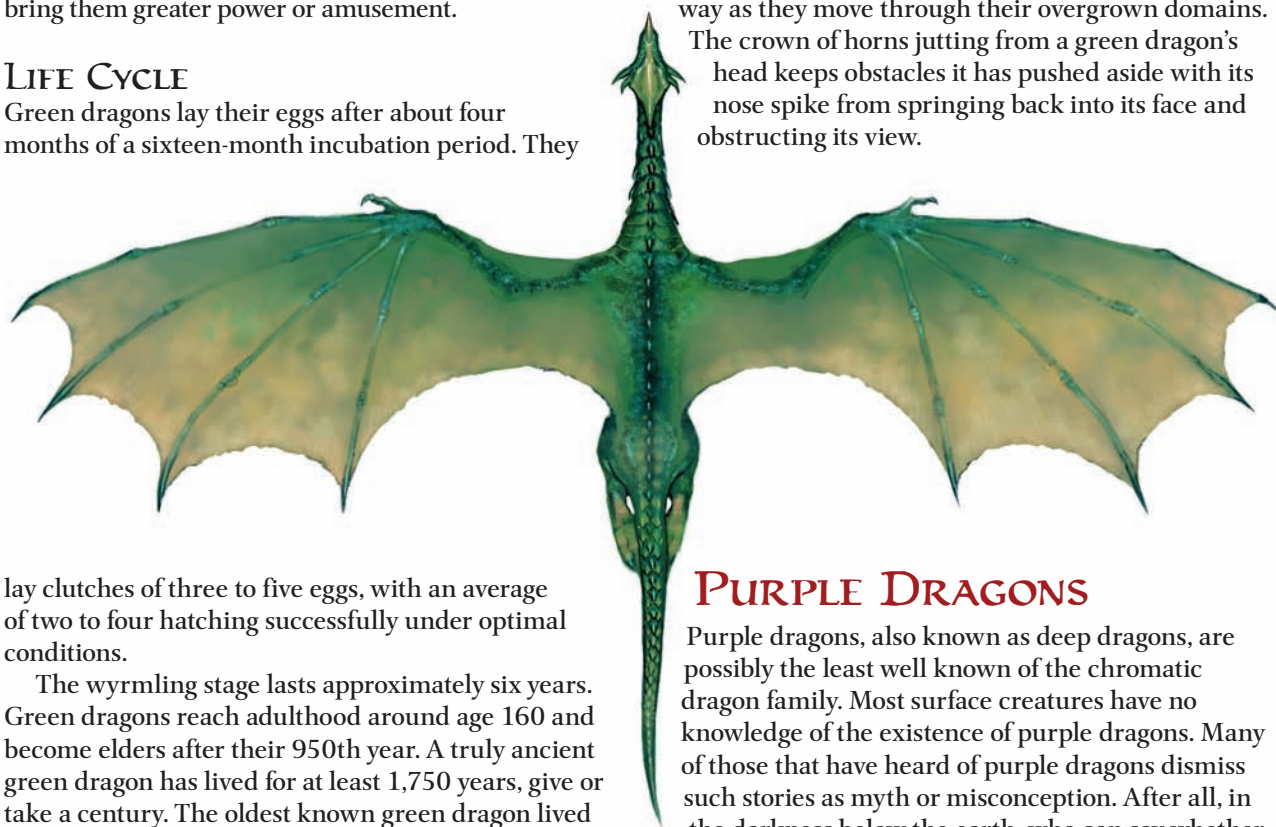 bring them greater power or amusement.
Life Cycle
Green dragons lay their eggs after about four
months of a sixteen-month incubation period. They
lay clutches of three to five eggs, with an average
of two to four hatching successfully under optimal
conditions.
The wyrmling stage lasts approximately six years.
Green dragons reach adulthood around age 160 and
become elders after their 950th year. A truly ancient
green dragon has lived for at least 1,750 years, give or
take a century. The oldest known green dragon lived
way as they move through their overgrown domains.
The crown of horns jutting from a green dragon’s
head keeps obstacles it has pushed aside with its
nose spike from springing back into its face and
obstructing its view.
Purple Dragons
Purple dragons, also known as deep dragons, are
possibly the least well known of the chromatic
dragon family. Most surface creatures have no
knowledge of the existence of purple dragons. Many
of those that have heard of purple dragons dismiss
such stories as myth or misconception. After all, in
the darkness below the earth, who can say whether